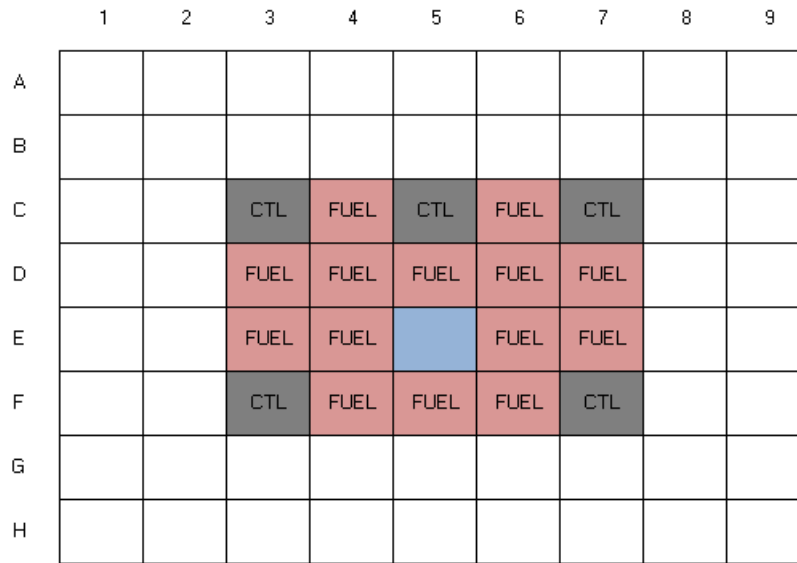 1 2 3 4 5 6 7 8 9
A
B
C CTL FUEL CTL FUEL CTL
D FUEL FUEL FUEL FUEL FUEL
E FUEL FUEL FUEL FUEL
F CTL FUEL FUEL FUEL CTL
G
H